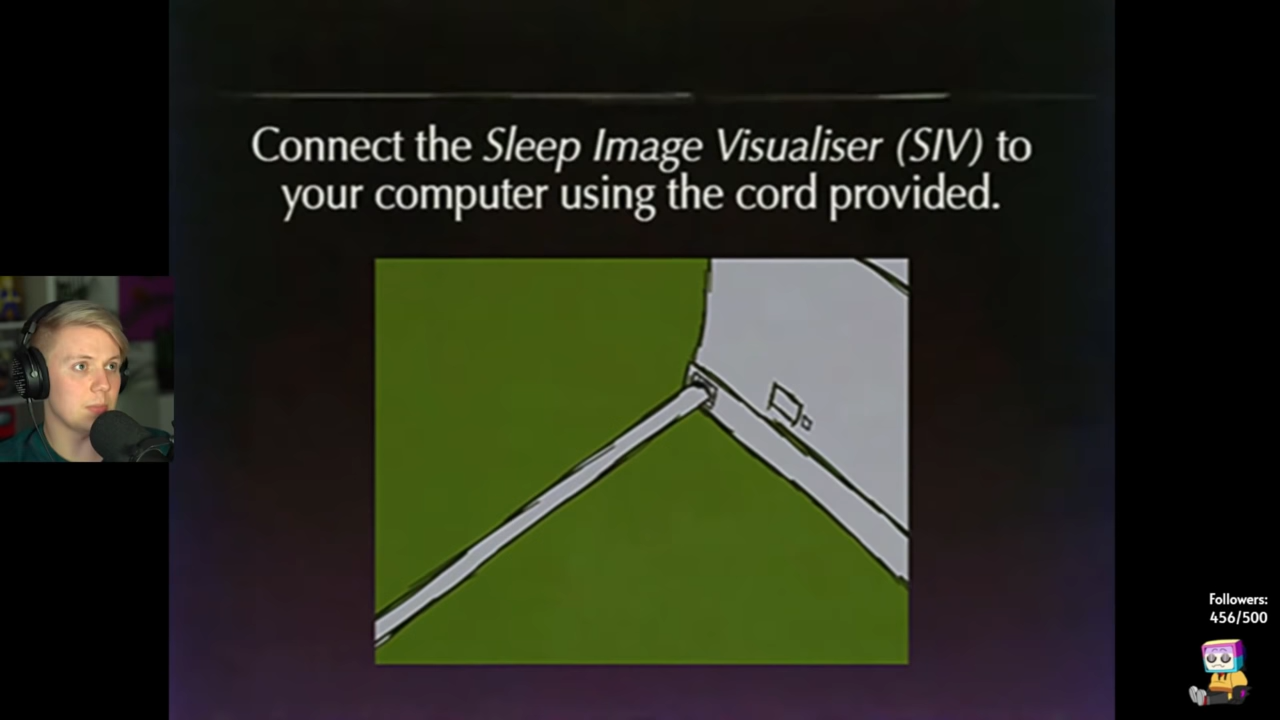 Connect the Sleep Image Visualiser (SIV) to
your computer using the cord provided.
Followers:
456/500